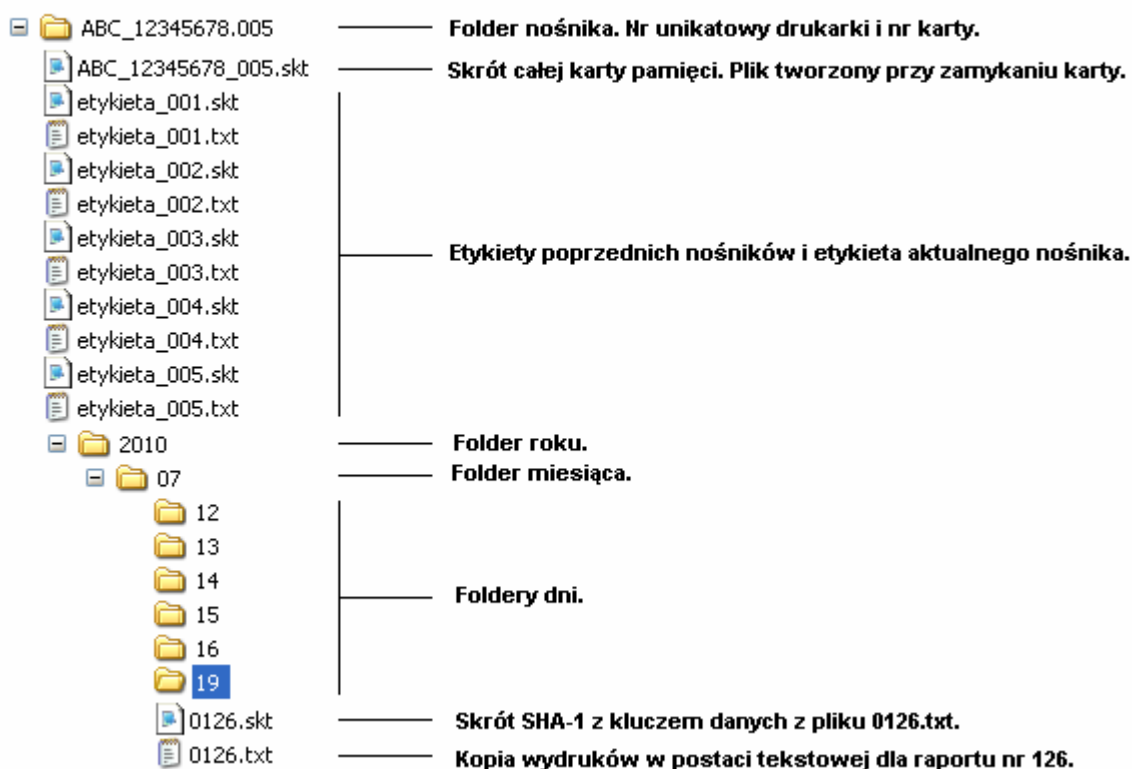 ABC_12345678.005 Folder nośnika. Nr unikatowy drukarki i nr karty.
ABC_12345678_005.skt Skrót całej karty pamięci. Plik tworzony przy zamykaniu karty.
etykieta_001.skt
etykieta_001.txt
etykieta_002.skt
etykieta_002.txt
etykieta_003.skt
Etykiety poprzednich nośników i etykieta aktualnego nośnika.
etykieta_003.txt
etykieta_004.skt
etykieta_004.txt
etykieta_005.skt
etykieta_005.txt
2010 Folder roku.
07 Folder miesiąca.
12
13
14
Foldery dni.
15
16
19
0126.skt Skrót SHA-1 z kluczem danych z pliku 0126.txt.
0126.txt Kopia wydruków w postaci tekstowej dla raportu nr 126.